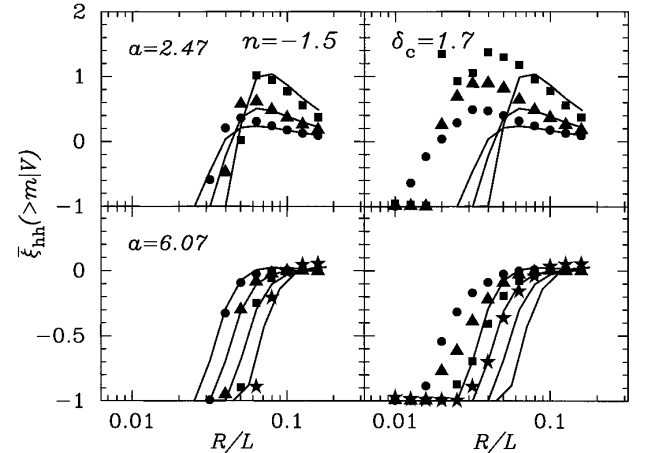 a=2.47
n=−1.5
δc=1.7
2
1
0
−1
a=6.07
0
−0.5
−1
ξ̄hh(>m|V)
0.01
0.1
0.01
0.1
R/L
R/L